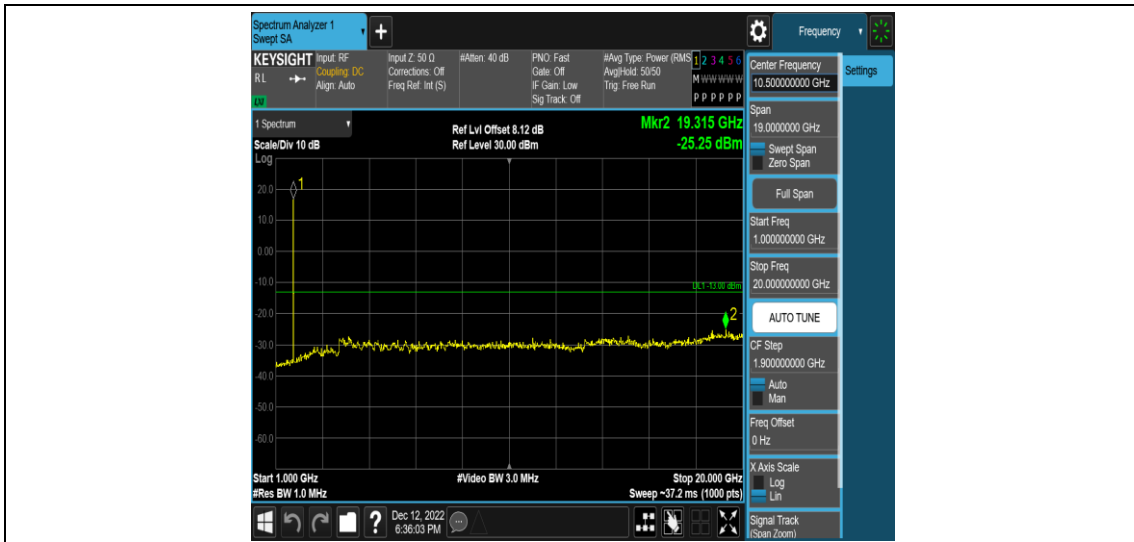 Spectrum Analyzer 1
Swept SA
Frequency
KEYSIGHT
RL
LXI
Input: RF
Coupling: DC
Align: Auto
Input Z: 50 Ω
Corrections: Off
Freq Ref: Int (S)
#Atten: 40 dB
PNO: Fast
Gate: Off
IF Gain: Low
Sig Track: Off
#Avg Type: Power (RMS
Avg|Hold: 50/50
Trig: Free Run
1 2 3 4 5 6
M W W W W W
P P P P P P
1 Spectrum
Scale/Div 10 dB
Log
Ref Lvl Offset 8.12 dB
Ref Level 30.00 dBm
Mkr2 19.315 GHz
-25.25 dBm
1
20.0
10.0
0.00
-10.0
DL1 -13.00 dBm
-20.0
2
-30.0
-40.0
-50.0
-60.0
Start 1.000 GHz
#Res BW 1.0 MHz
#Video BW 3.0 MHz
Stop 20.000 GHz
Sweep ~37.2 ms (1000 pts)
Dec 12, 2022
6:36:03 PM
Center Frequency
10.500000000 GHz
Settings
Span
19.0000000 GHz
Swept Span
Zero Span
Full Span
Start Freq
1.000000000 GHz
Stop Freq
20.000000000 GHz
AUTO TUNE
CF Step
1.900000000 GHz
Auto
Man
Freq Offset
0 Hz
X Axis Scale
Log
Lin
Signal Track
(Span Zoom)